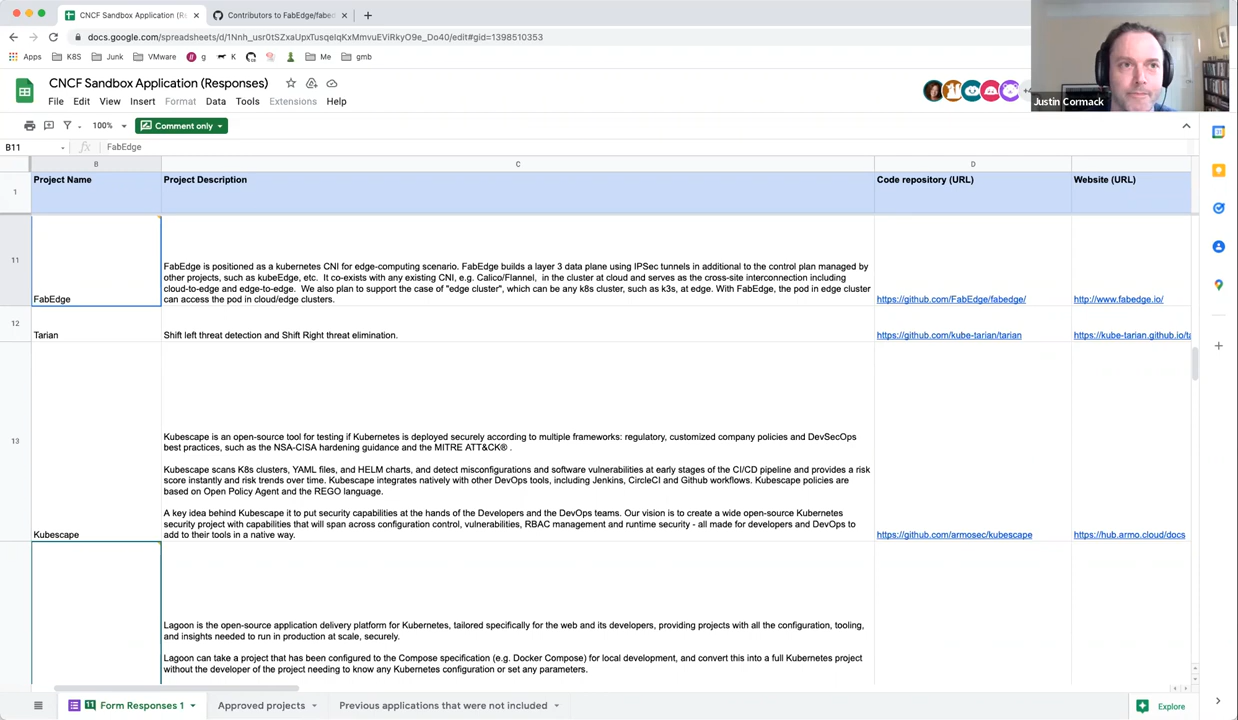 CNCF Sandbox Application (Re
Contributors to FabEdge/fabed
docs.google.com/spreadsheets/d/1Nnh_usr0tSZxaUpxTusqeIqKxMmvuEViRkyO9e_Do40/edit#gid=1398510353
Apps K8S Junk VMware g K Me gmb
CNCF Sandbox Application (Responses)
File Edit View Insert Format Data Tools Extensions Help
Justin Cormack
100% Comment only
B11 fx FabEdge
B C D
1 Project Name Project Description Code repository (URL) Website (URL)
11
FabEdge is positioned as a kubernetes CNI for edge-computing scenario. FabEdge builds a layer 3 data plane using IPSec tunnels in additional to the control plan managed by
other projects, such as kubeEdge, etc. It co-exists with any existing CNI, e.g. Calico/Flannel, in the cluster at cloud and serves as the cross-site interconnection including
cloud-to-edge and edge-to-edge. We also plan to support the case of "edge cluster", which can be any k8s cluster, such as k3s, at edge. With FabEdge, the pod in edge cluster
FabEdge can access the pod in cloud/edge clusters. https://github.com/FabEdge/fabedge/ http://www.fabedge.io/
12
Tarian Shift left threat detection and Shift Right threat elimination. https://github.com/kube-tarian/tarian https://kube-tarian.github.io/ta
13
Kubescape is an open-source tool for testing if Kubernetes is deployed securely according to multiple frameworks: regulatory, customized company policies and DevSecOps
best practices, such as the NSA-CISA hardening guidance and the MITRE ATT&CK® .
Kubescape scans K8s clusters, YAML files, and HELM charts, and detect misconfigurations and software vulnerabilities at early stages of the CI/CD pipeline and provides a risk
score instantly and risk trends over time. Kubescape integrates natively with other DevOps tools, including Jenkins, CircleCI and Github workflows. Kubescape policies are
based on Open Policy Agent and the REGO language.
A key idea behind Kubescape it to put security capabilities at the hands of the Developers and the DevOps teams. Our vision is to create a wide open-source Kubernetes
security project with capabilities that will span across configuration control, vulnerabilities, RBAC management and runtime security - all made for developers and DevOps to
Kubescape add to their tools in a native way. https://github.com/armosec/kubescape https://hub.armo.cloud/docs
Lagoon is the open-source application delivery platform for Kubernetes, tailored specifically for the web and its developers, providing projects with all the configuration, tooling,
and insights needed to run in production at scale, securely.
Lagoon can take a project that has been configured to the Compose specification (e.g. Docker Compose) for local development, and convert this into a full Kubernetes project
without the developer of the project needing to know any Kubernetes configuration or set any parameters.
11 Form Responses 1 Approved projects Previous applications that were not included Explore